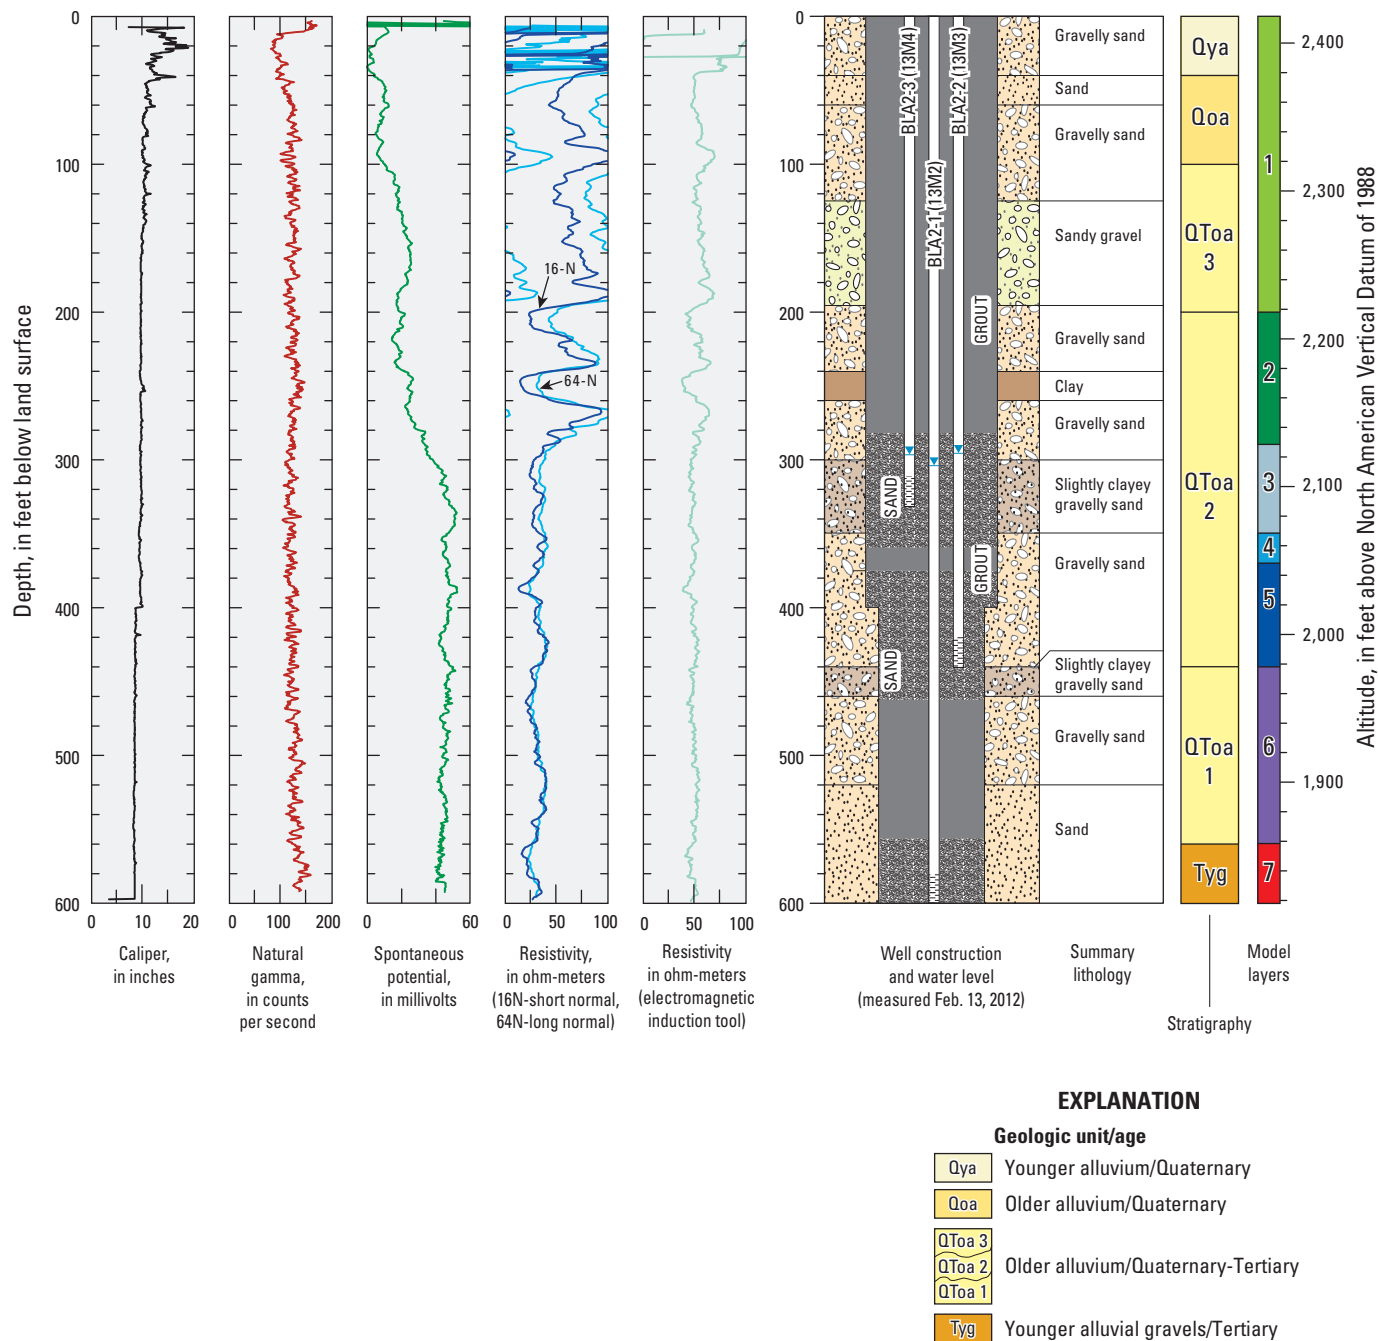 Depth, in feet below land surface
0
100
200
300
400
500
600
0 10 20
Caliper,
in inches
0 100 200
Natural
gamma,
in counts
per second
0 60
Spontaneous
potential,
in millivolts
16-N
64-N
0 50 100
Resistivity,
in ohm-meters
(16N-short normal,
64N-long normal)
0 50 100
Resistivity
in ohm-meters
(electromagnetic
induction tool)
0
100
200
300
400
500
600
BLA2-3 (13M4)
BLA2-1 (13M2)
BLA2-2 (13M3)
GROUT
SAND
GROUT
SAND
Well construction
and water level
(measured Feb. 13, 2012)
Gravelly sand
Sand
Gravelly sand
Sandy gravel
Gravelly sand
Clay
Gravelly sand
Slightly clayey
gravelly sand
Gravelly sand
Slightly clayey
gravelly sand
Gravelly sand
Sand
Summary
lithology
Qya
Qoa
QToa
3
QToa
2
QToa
1
Tyg
Stratigraphy
1
2
3
4
5
6
7
Model
layers
2,400
2,300
2,200
2,100
2,000
1,900
Altitude, in feet above North American Vertical Datum of 1988
EXPLANATION
Geologic unit/age
Qya Younger alluvium/Quaternary
Qoa Older alluvium/Quaternary
QToa 3
QToa 2 Older alluvium/Quaternary-Tertiary
QToa 1
Tyg Younger alluvial gravels/Tertiary